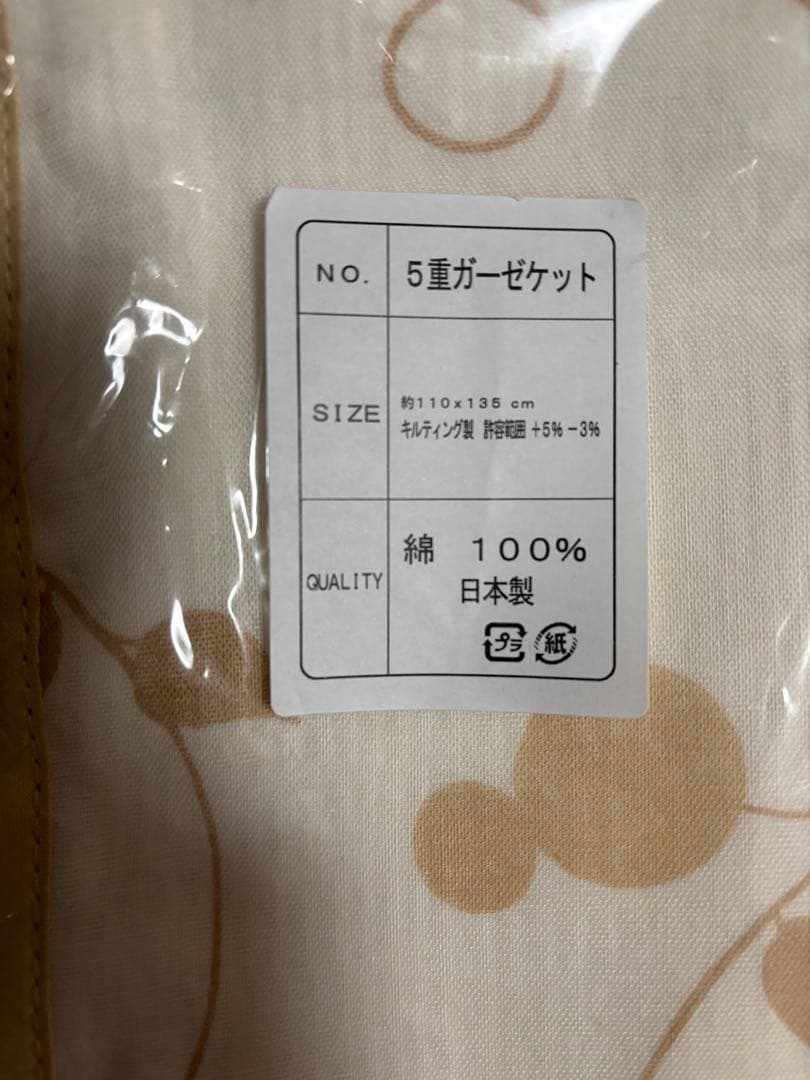 NO.
5重ガーゼケット
SIZE
約110x135 cm
キルティング製 許容範囲 +5% -3%
QUALITY
綿 100%
日本製
プラ 紙